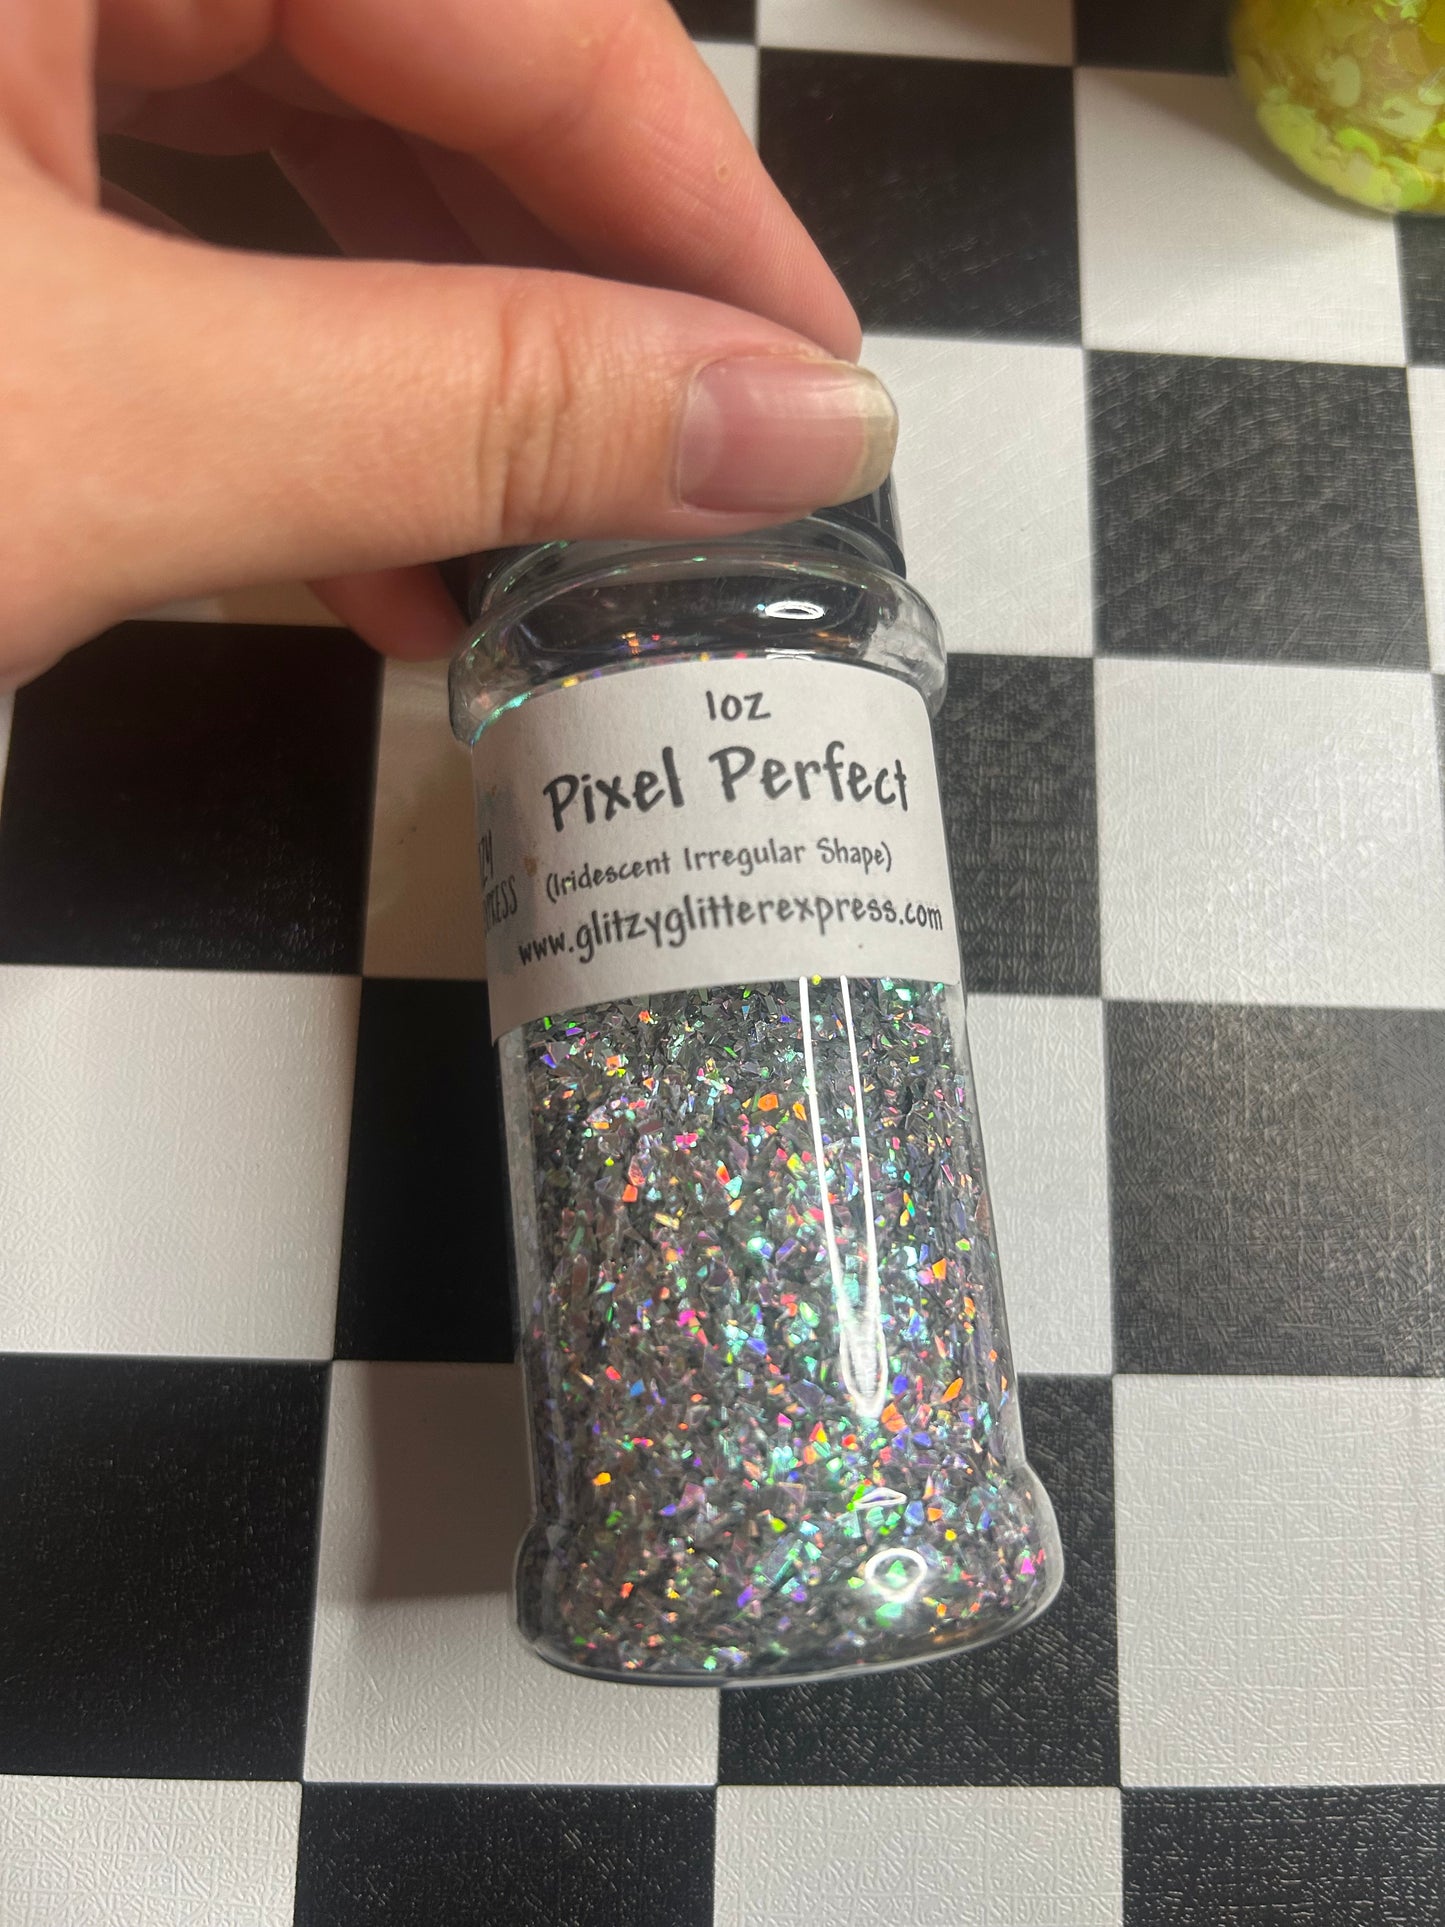 1oz
Pixel Perfect
(Iridescent Irregular Shape)
www.glitzyglitterexpress.com